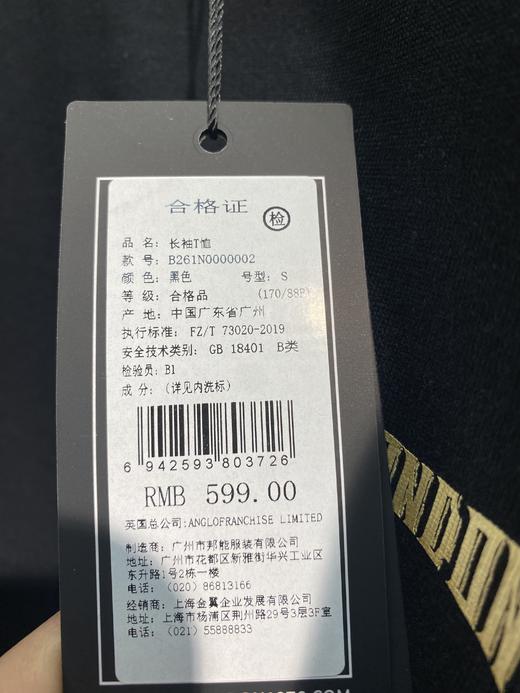 合格证
检
品 名: 长袖T恤
款 号: B261N0000002
颜 色: 黑色 号型: S
等 级: 合格品 (170/88B)
产 地: 中国广东省广州
执行标准: FZ/T 73020-2019
安全技术类别: GB 18401 B类
检验员: B1
成 分: (详见内洗标)
6 942593 803726
RMB 599.00
英国总公司:ANGLOFRANCHISE LIMITED
制造商: 广州市邦能服装有限公司
地址: 广州市花都区新雅街华兴工业区
东升路1号2栋一楼
电话: (020) 86813166
经销商: 上海金翼企业发展有限公司
地址: 上海市杨浦区荆州路29号3层3F室
电话: (021) 55888833